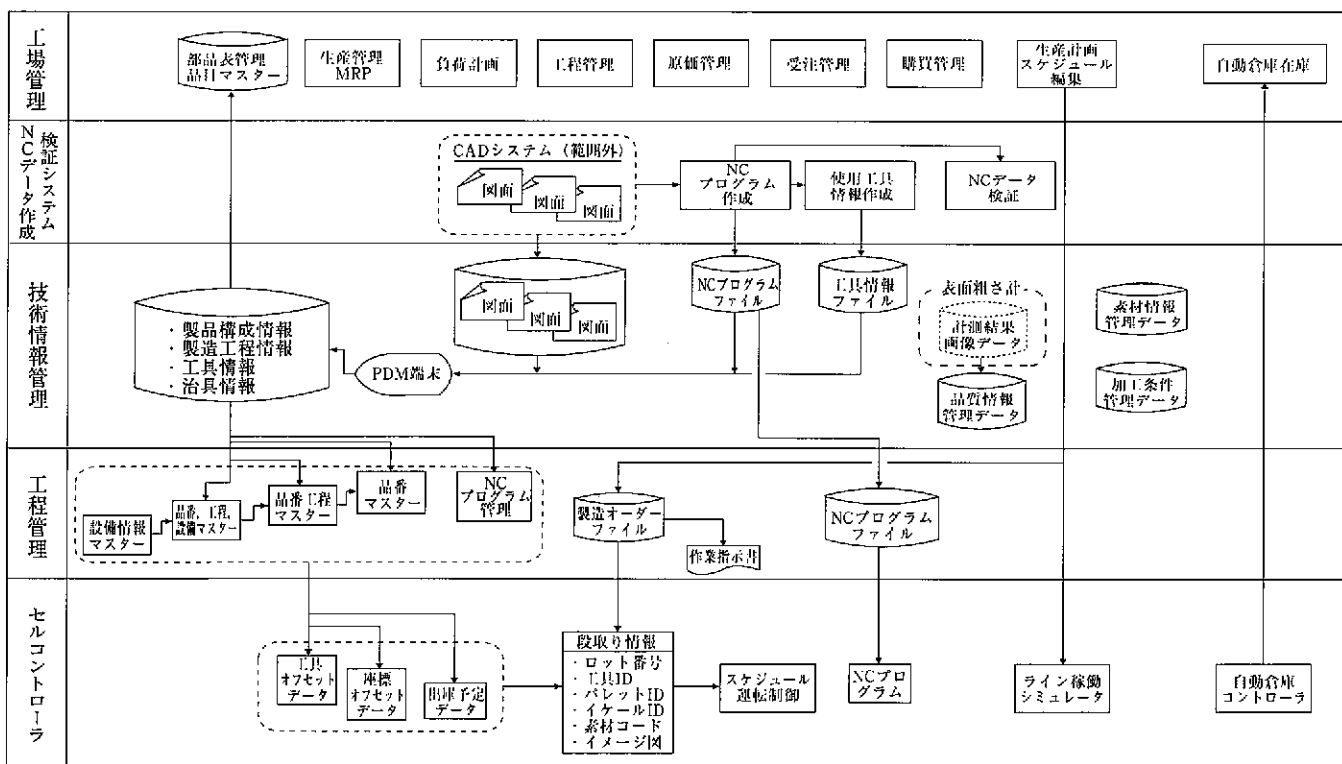 工場管理
部品表管理
品目マスター
生産管理
MRP
負荷計画
工程管理
原価管理
受注管理
購買管理
生産計画
スケジュール
編集
自動倉庫在庫
NCデータ作成
検証システム
CADシステム（範囲外）
図面
図面
図面
NC
プログラム
作成
使用工具
情報作成
NCデータ
検証
技術情報管理
・製品構成情報
・製造工程情報
・工具情報
・治具情報
PDM端末
図面
図面
図面
NCプログラム
ファイル
工具情報
ファイル
表面粗さ計
計測結果
画像データ
品質情報
管理データ
素材情報
管理データ
加工条件
管理データ
工程管理
設備情報
マスター
品番，工程，
設備マスター
品番工程
マスター
品番
マスター
NC
プログラム
管理
製造オーダー
ファイル
作業指示書
NCプログラム
ファイル
セルコントローラ
工具
オフセット
データ
座標
オフセット
データ
出庫予定
データ
段取り情報
・ロット番号
・工具ID
・パレットID
・イケールID
・素材コード
・イメージ図
スケジュール
運転制御
NCプロ
グラム
ライン稼働
シミュレータ
自動倉庫
コントローラ